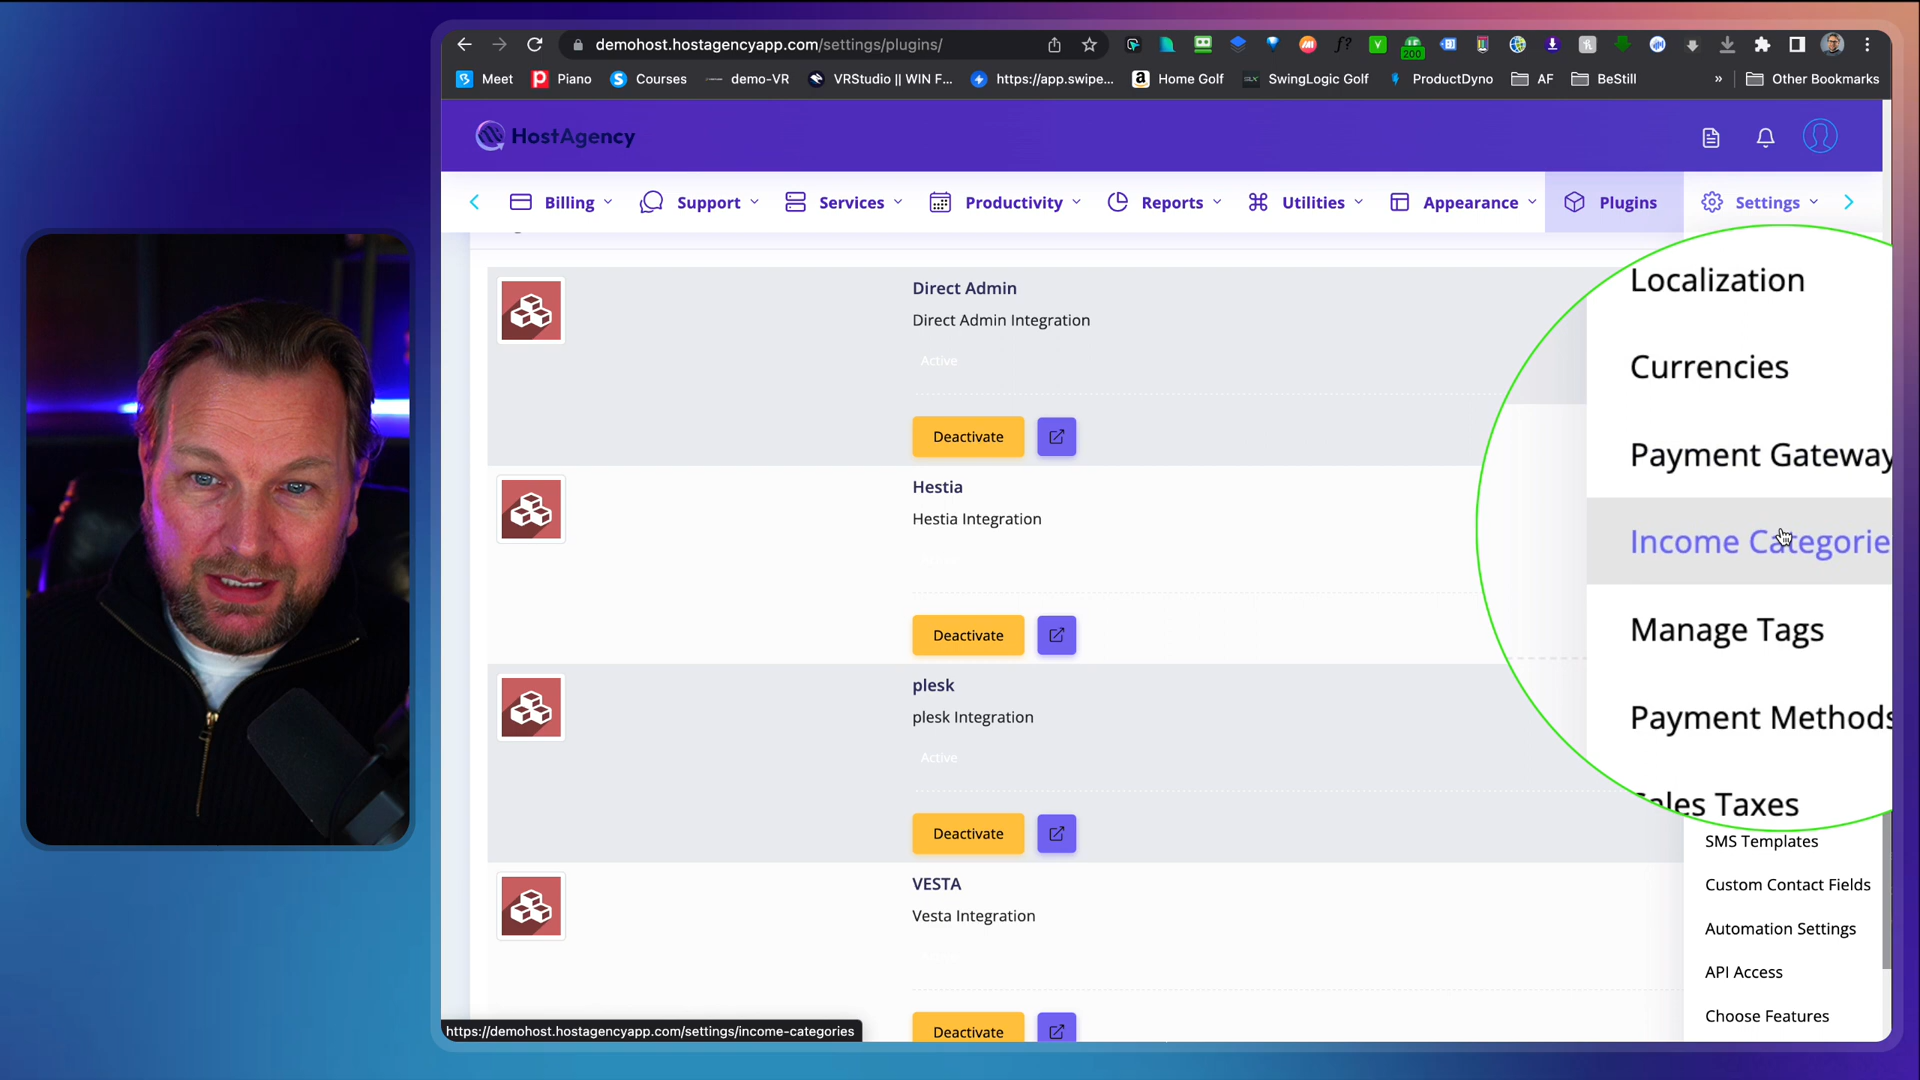 demohost.hostagencyapp.com/settings/plugins/
200
Meet
Piano
Courses
demo-VR
VRStudio || WIN F...
https://app.swipe...
Home Golf
SwingLogic Golf
ProductDyno
AF
BeStill
»
Other Bookmarks
HostAgency
Billing
Support
Services
Productivity
Reports
Utilities
Appearance
Plugins
Settings
Direct Admin
Direct Admin Integration
Active
Deactivate
Hestia
Hestia Integration
Deactivate
plesk
plesk Integration
Active
Deactivate
VESTA
Vesta Integration
Deactivate
Localization
Currencies
Payment Gateway
Income Categorie
Manage Tags
Payment Methods
Sales Taxes
SMS Templates
Custom Contact Fields
Automation Settings
API Access
Choose Features
https://demohost.hostagencyapp.com/settings/income-categories